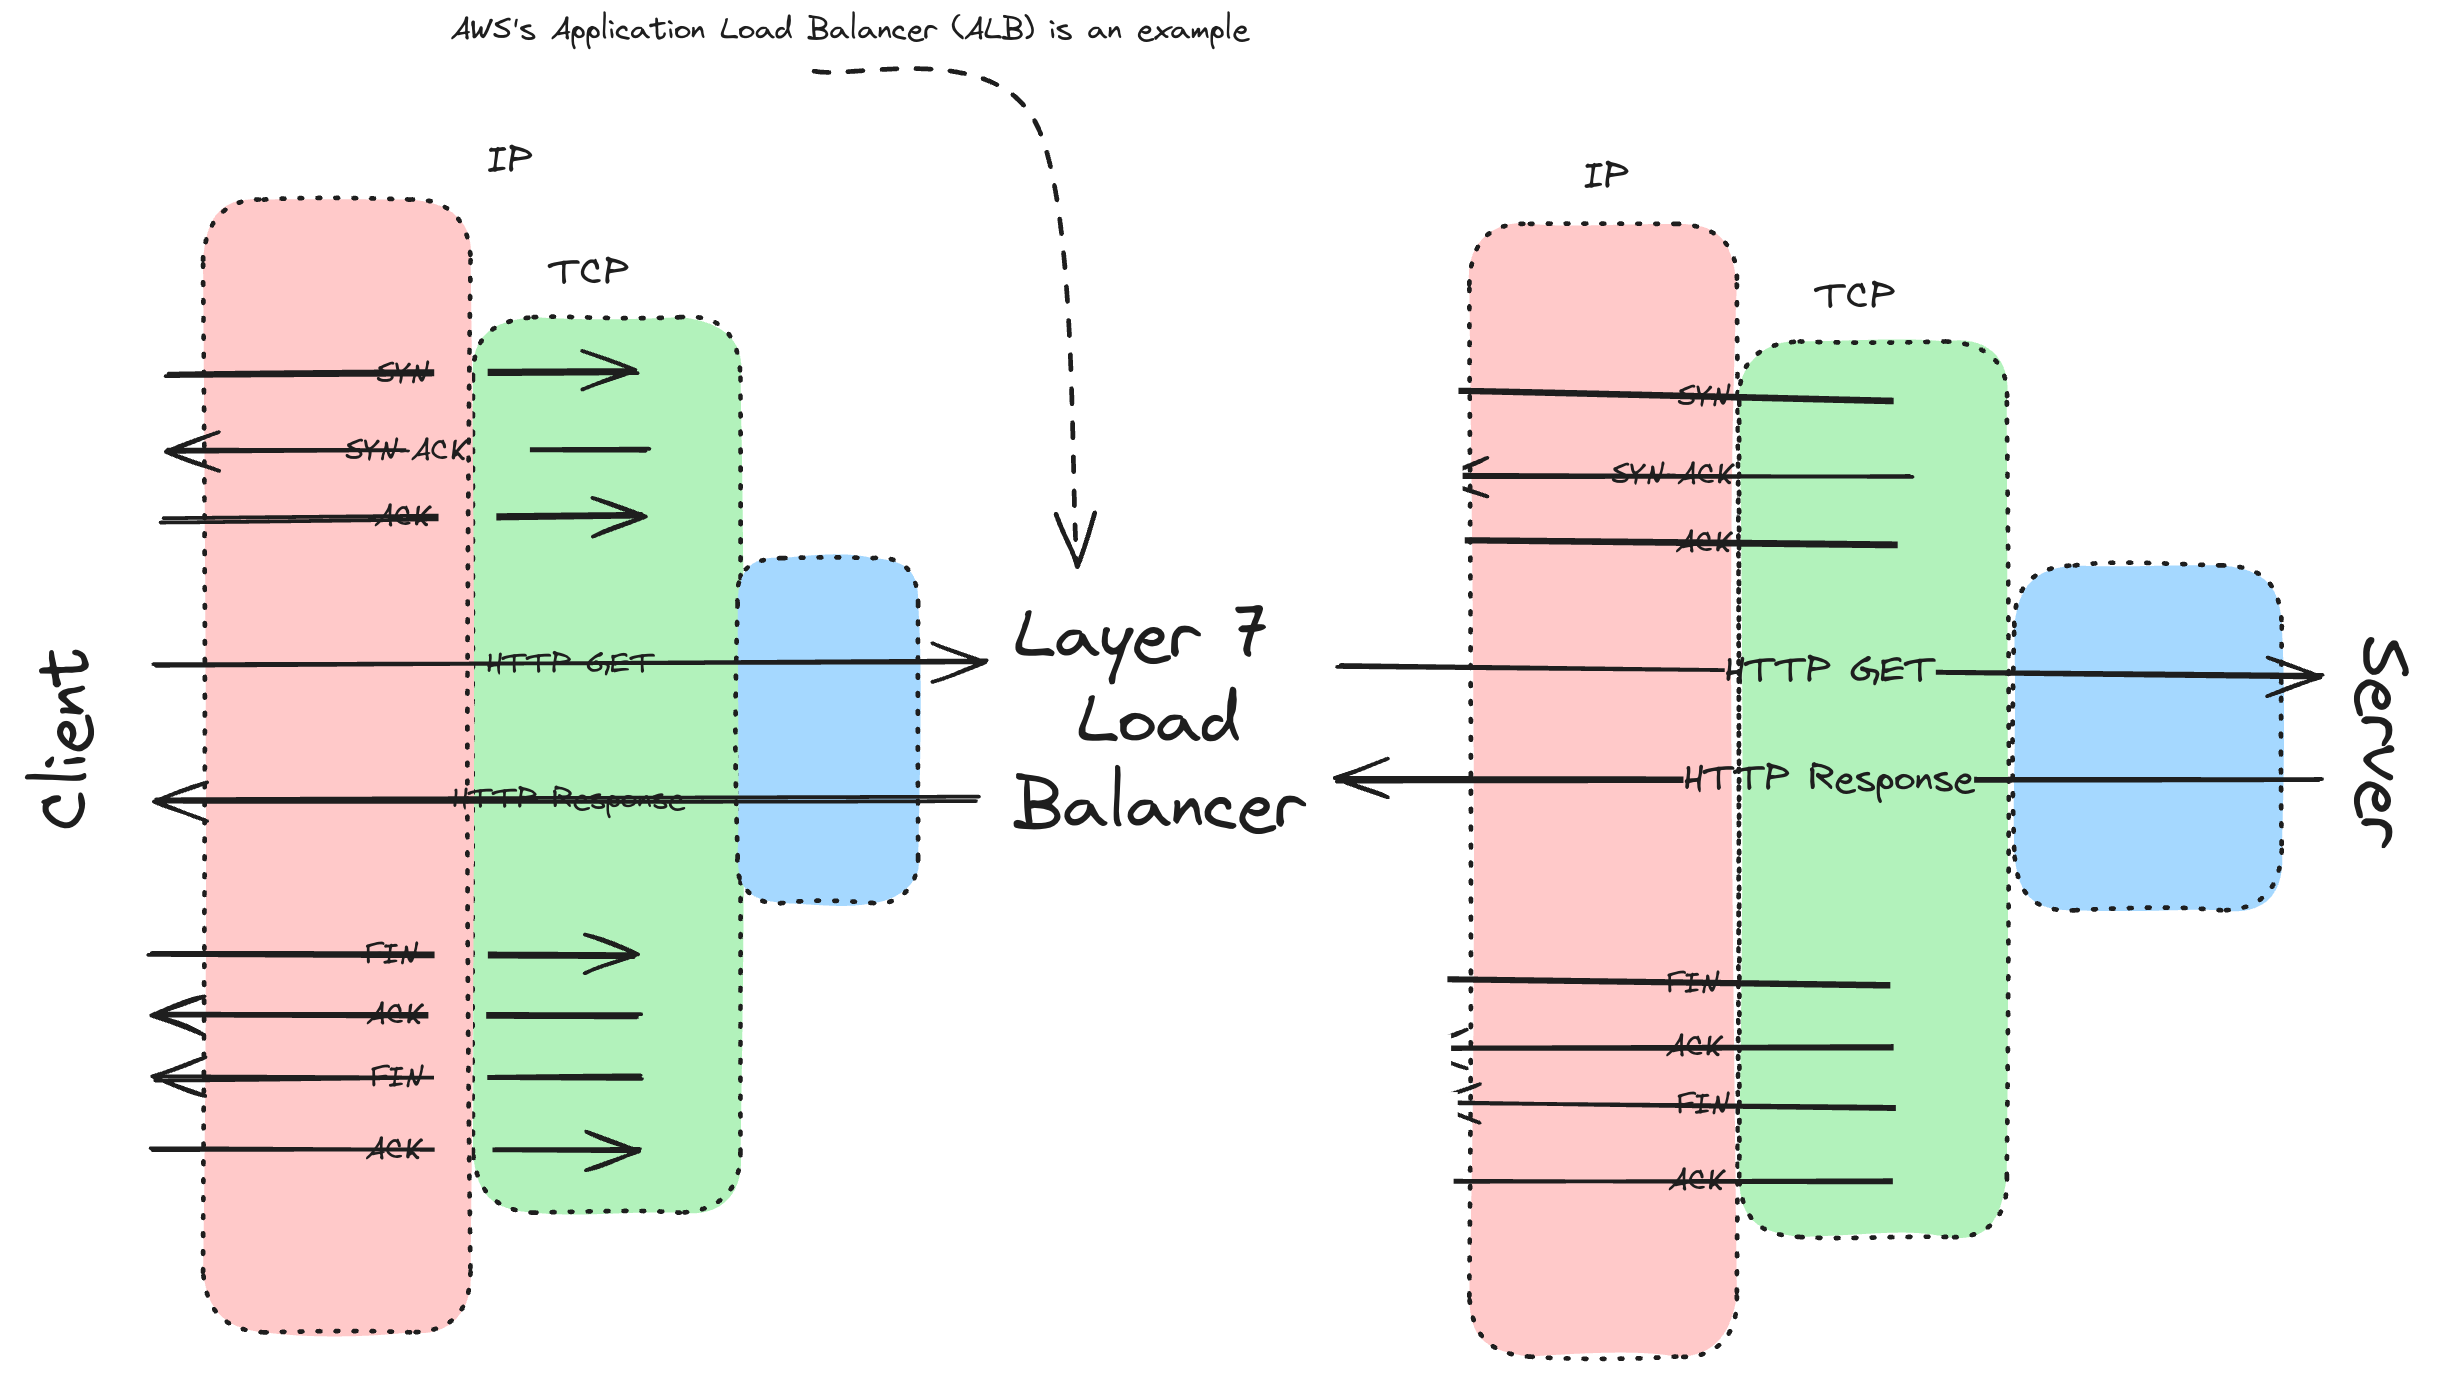 AWS's Application Load Balancer (ALB) is an example
IP
TCP
SYN
SYN-ACK
ACK
HTTP GET
HTTP Response
FIN
ACK
FIN
ACK
Client
Layer 7
Load
Balancer
IP
TCP
SYN
SYN-ACK
ACK
HTTP GET
HTTP Response
FIN
ACK
FIN
ACK
Server